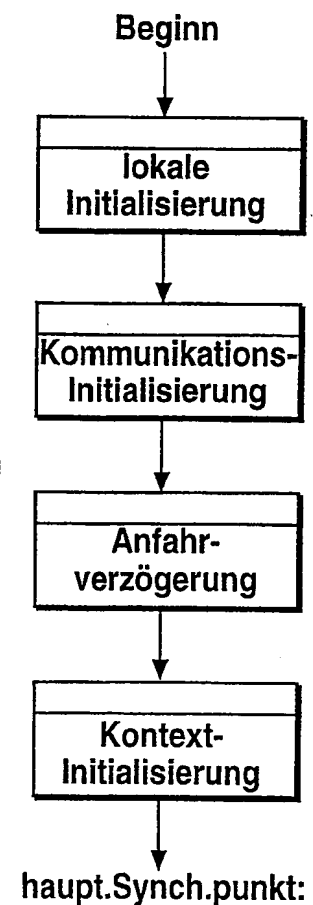 Beginn
lokale
Initialisierung
Kommunikations-
Initialisierung
Anfahr-
verzögerung
Kontext-
Initialisierung
haupt.Synch.punkt: